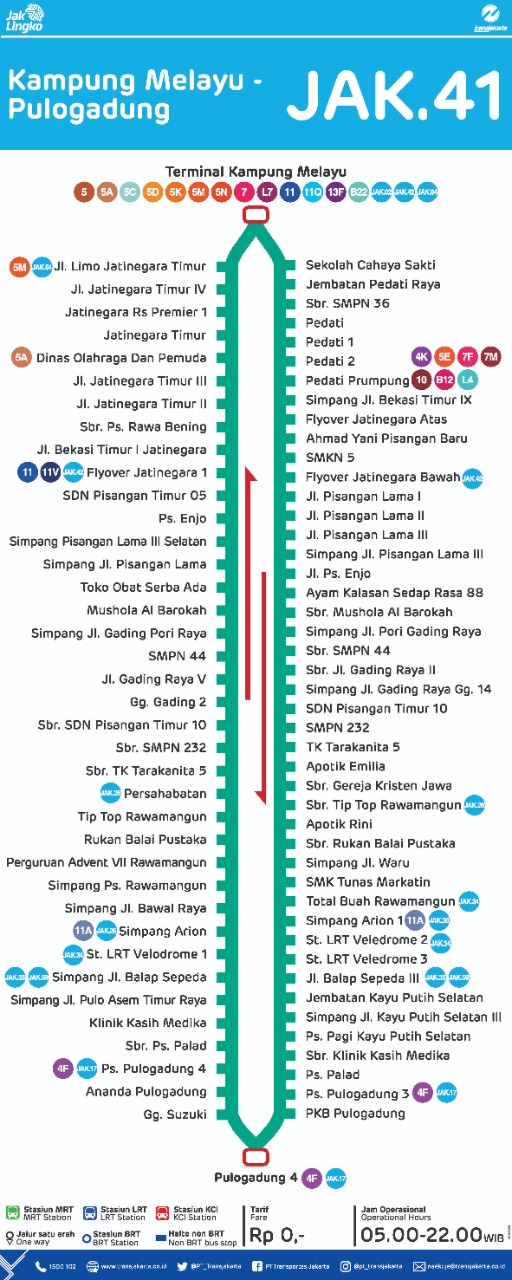 Jak Lingko
transjakarta
Kampung Melayu - Pulogadung
JAK.41
Terminal Kampung Melayu
5 5A 5C 5D 5K 5M 5N 7 L7 11 11Q 13F B22 JAK.02 JAK.42 JAK.84
5M JAK.84 Jl. Limo Jatinegara Timur
Jl. Jatinegara Timur IV
Jatinegara Rs Premier 1
Jatinegara Timur
5A Dinas Olahraga Dan Pemuda
Jl. Jatinegara Timur III
Jl. Jatinegara Timur II
Sbr. Ps. Rawa Bening
Jl. Bekasi Timur I Jatinegara
11 11V JAK.42 Flyover Jatinegara 1
SDN Pisangan Timur 05
Ps. Enjo
Simpang Pisangan Lama III Selatan
Simpang Jl. Pisangan Lama
Toko Obat Serba Ada
Mushola Al Barokah
Simpang Jl. Gading Pori Raya
SMPN 44
Jl. Gading Raya V
Gg. Gading 2
Sbr. SDN Pisangan Timur 10
Sbr. SMPN 232
Sbr. TK Tarakanita 5
JAK.26 Persahabatan
Tip Top Rawamangun
Rukan Balai Pustaka
Perguruan Advent VII Rawamangun
Simpang Ps. Rawamangun
Simpang Jl. Bawal Raya
11A JAK.26 Simpang Arion
JAK.34 St. LRT Velodrome 1
JAK.33 JAK.59 Simpang Jl. Balap Sepeda
Simpang Jl. Pulo Asem Timur Raya
Klinik Kasih Medika
Sbr. Ps. Palad
4F JAK.17 Ps. Pulogadung 4
Ananda Pulogadung
Gg. Suzuki
Sekolah Cahaya Sakti
Jembatan Pedati Raya
Sbr. SMPN 36
Pedati
Pedati 1
Pedati 2 4K 5E 7F 7M
Pedati Prumpung 10 B12 L4
Simpang Jl. Bekasi Timur IX
Flyover Jatinegara Atas
Ahmad Yani Pisangan Baru
SMKN 5
Flyover Jatinegara Bawah JAK.42
Jl. Pisangan Lama I
Jl. Pisangan Lama II
Jl. Pisangan Lama III
Simpang Jl. Pisangan Lama III
Jl. Ps. Enjo
Ayam Kalasan Sedap Rasa 88
Sbr. Mushola Al Barokah
Simpang Jl. Pori Gading Raya
Sbr. SMPN 44
Sbr. Jl. Gading Raya II
Simpang Jl. Gading Raya Gg. 14
SDN Pisangan Timur 10
SMPN 232
TK Tarakanita 5
Apotik Emilia
Sbr. Gereja Kristen Jawa
Sbr. Tip Top Rawamangun JAK.26
Apotik Rini
Sbr. Rukan Balai Pustaka
Simpang Jl. Waru
SMK Tunas Markatin
Total Buah Rawamangun JAK.34
Simpang Arion 1 11A JAK.26
St. LRT Veledrome 2 JAK.34
St. LRT Veledrome 3
Jl. Balap Sepeda III JAK.33 JAK.59
Jembatan Kayu Putih Selatan
Simpang Jl. Kayu Putih Selatan III
Ps. Pagi Kayu Putih Selatan
Sbr. Klinik Kasih Medika
Ps. Palad
Ps. Pulogadung 3 4F JAK.17
PKB Pulogadung
Pulogadung 4 4F JAK.17
Stasiun MRT
MRT Station
Stasiun LRT
LRT Station
Stasiun KCI
KCI Station
Jalur satu arah
One way
Stasiun BRT
BRT Station
Halte non BRT
Non BRT bus stop
Tarif
Fare
Rp 0,-
Jam Operasional
Operational Hours
05.00-22.00 WIB
1500 102
www.transjakarta.co.id
@PT_Transjakarta
PT Transportasi Jakarta
@pt_transjakarta
naekaje@transjakarta.co.id